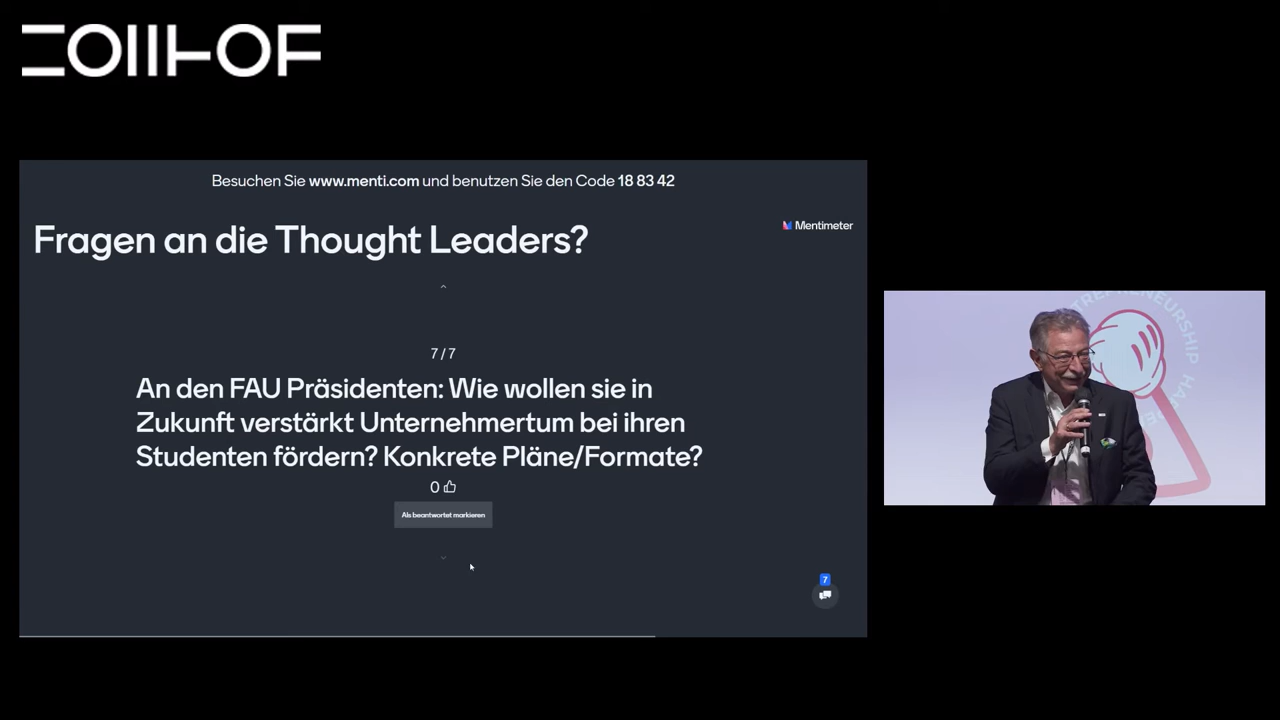 ZOLLHOF
Besuchen Sie www.menti.com und benutzen Sie den Code 18 83 42
Fragen an die Thought Leaders?
Mentimeter
7 / 7
An den FAU Präsidenten: Wie wollen sie in
Zukunft verstärkt Unternehmertum bei ihren
Studenten fördern? Konkrete Pläne/Formate?
0
Als beantwortet markieren
7